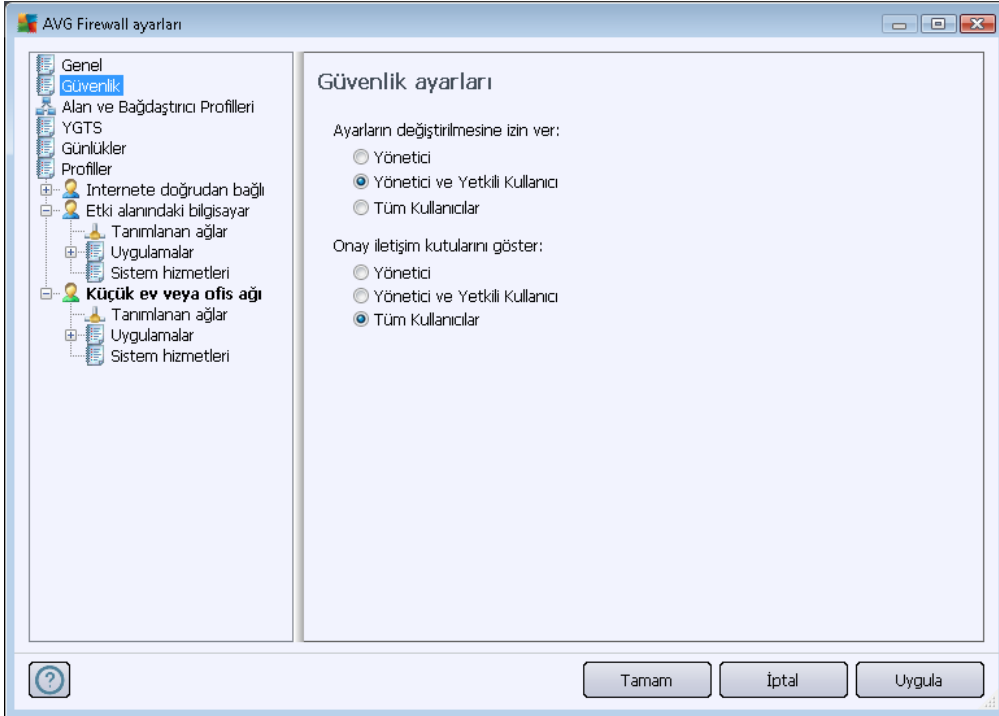 AVG Firewall ayarları
Genel
Güvenlik
Alan ve Bağdaştırıcı Profilleri
YGTS
Günlükler
Profiller
Internete doğrudan bağlı
Etki alanındaki bilgisayar
Tanımlanan ağlar
Uygulamalar
Sistem hizmetleri
Küçük ev veya ofis ağı
Tanımlanan ağlar
Uygulamalar
Sistem hizmetleri
Güvenlik ayarları
Ayarların değiştirilmesine izin ver:
Yönetici
Yönetici ve Yetkili Kullanıcı
Tüm Kullanıcılar
Onay iletişim kutularını göster:
Yönetici
Yönetici ve Yetkili Kullanıcı
Tüm Kullanıcılar
Tamam
İptal
Uygula